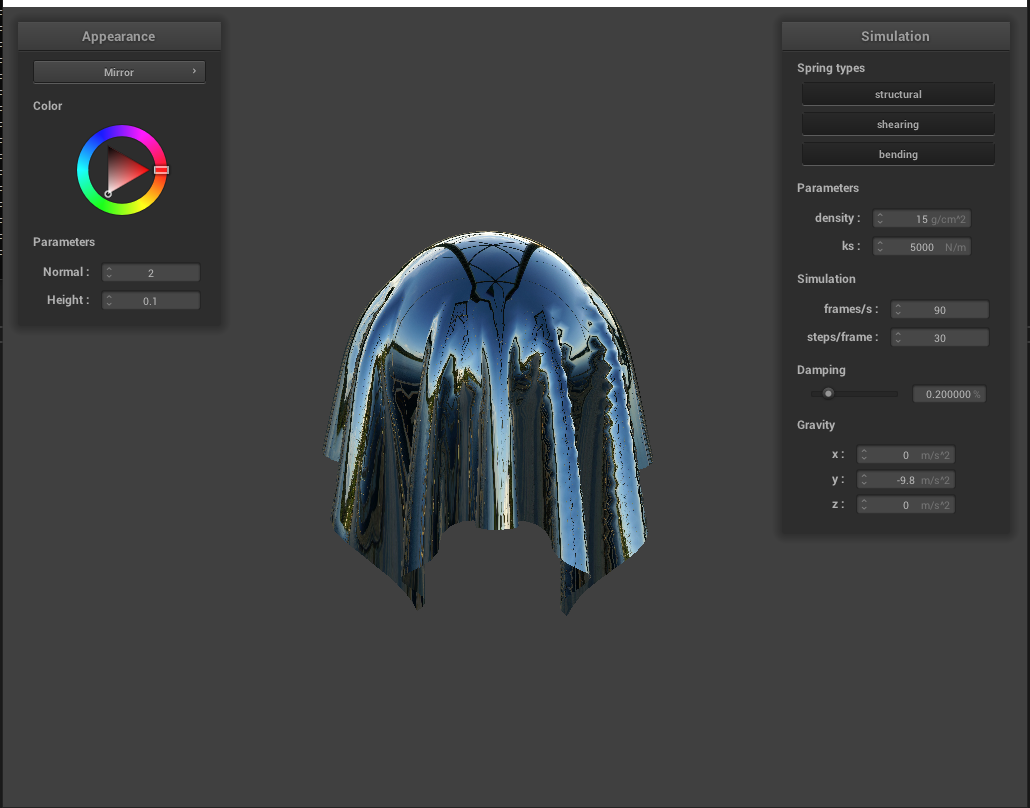 Appearance
Mirror
Color
Parameters
Normal : 2
Height : 0.1
Simulation
Spring types
structural
shearing
bending
Parameters
density : 15 g/cm^2
ks : 5000 N/m
Simulation
frames/s : 90
steps/frame : 30
Damping
0.200000 %
Gravity
x : 0 m/s^2
y : -9.8 m/s^2
z : 0 m/s^2